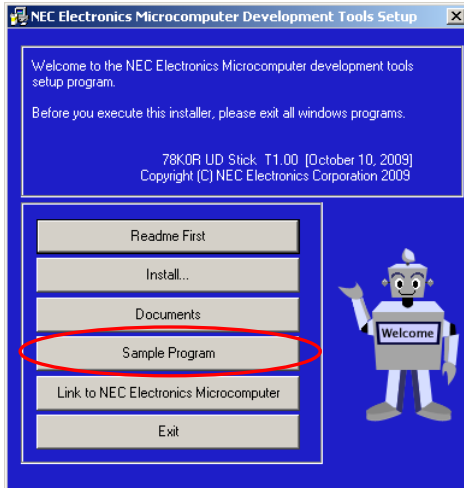 NEC Electronics Microcomputer Development Tools Setup
Welcome to the NEC Electronics Microcomputer development tools
setup program.
Before you execute this installer, please exit all windows programs.
78K0R UD Stick T1.00 [October 10, 2009]
Copyright (C) NEC Electronics Corporation 2009
Readme First
Install...
Documents
Sample Program
Link to NEC Electronics Microcomputer
Exit
Welcome